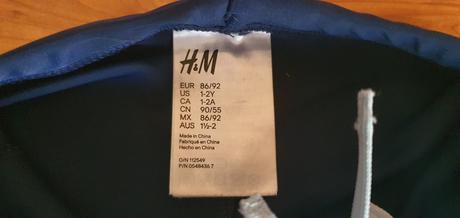 H&M
EUR 86/92
US 1-2Y
CA 1-2A
CN 90/55
MX 86/92
AUS 1½-2
Made in China
Fabriqué en Chine
Hecho en China
O/N 112549
P/N 0548436 7